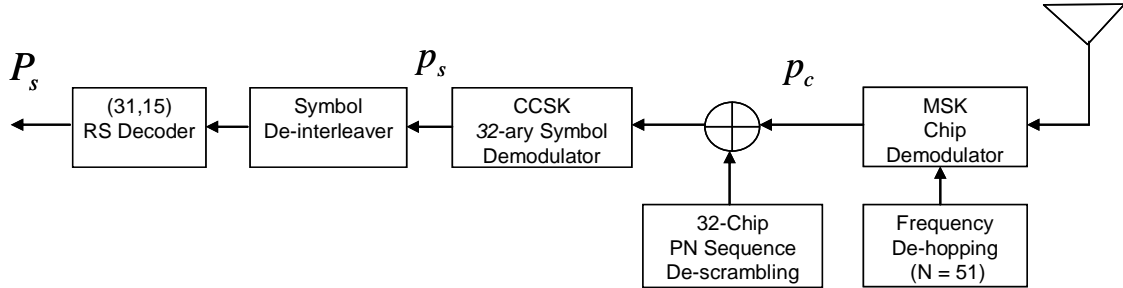 P_s
(31,15)
RS Decoder
Symbol
De-interleaver
p_s
CCSK
32-ary Symbol
Demodulator
p_c
MSK
Chip
Demodulator
32-Chip
PN Sequence
De-scrambling
Frequency
De-hopping
(N = 51)